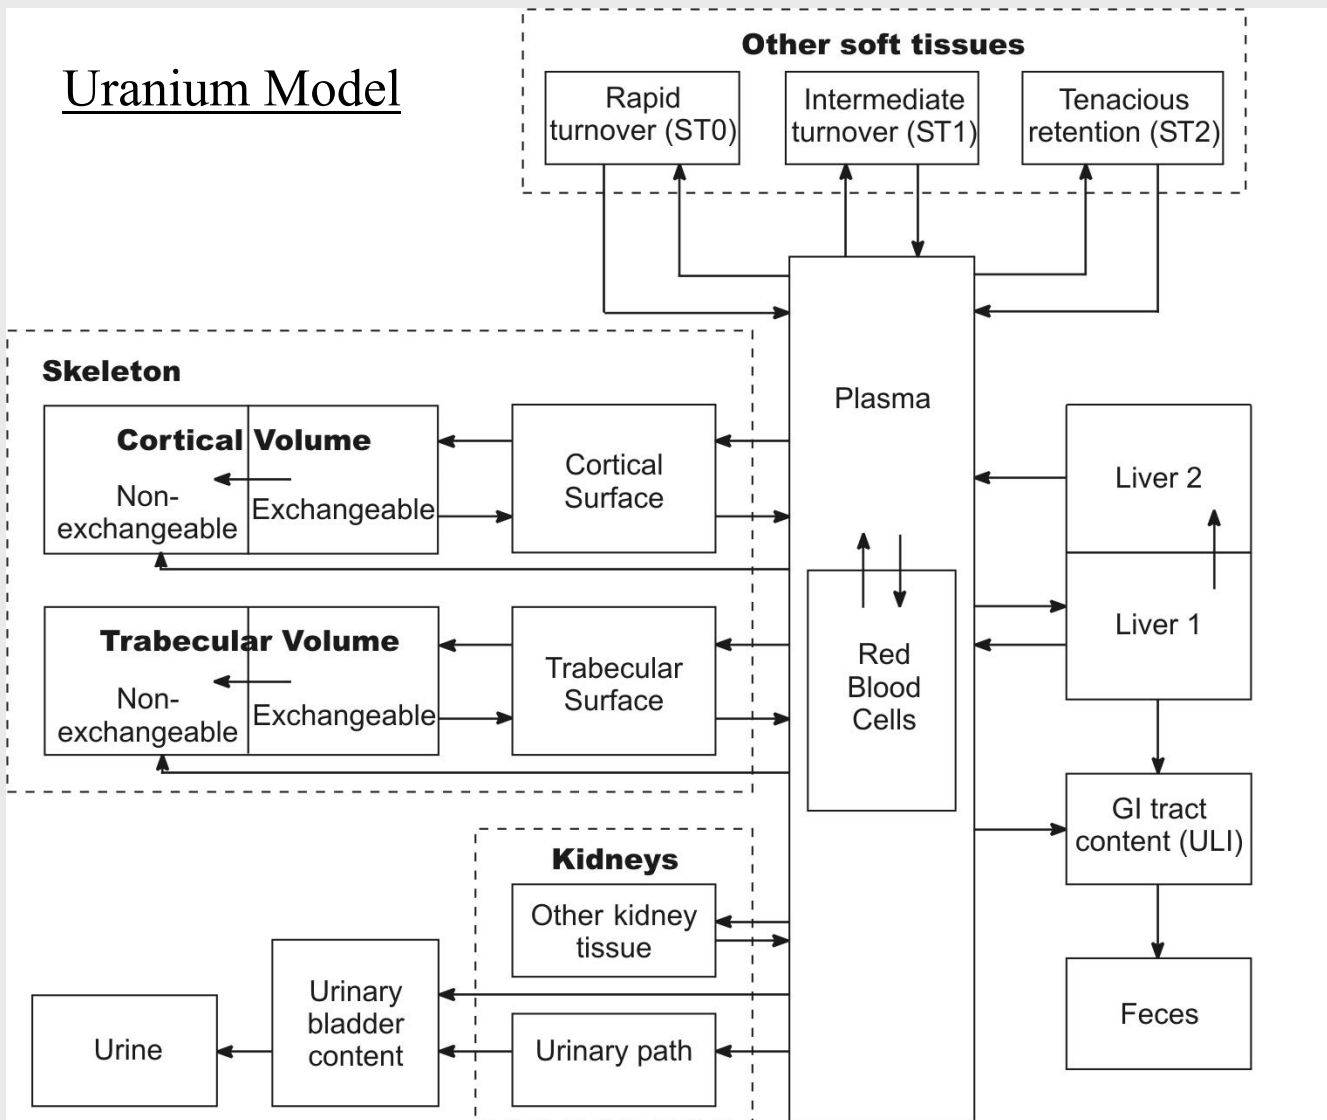 Uranium Model
Other soft tissues
Rapid
turnover (ST0)
Intermediate
turnover (ST1)
Tenacious
retention (ST2)
Skeleton
Cortical Volume
Non-
exchangeable
Exchangeable
Cortical
Surface
Plasma
Liver 2
Liver 1
Trabecular Volume
Non-
exchangeable
Exchangeable
Trabecular
Surface
Red
Blood
Cells
GI tract
content (ULI)
Kidneys
Other kidney
tissue
Urinary
bladder
content
Urine
Urinary path
Feces